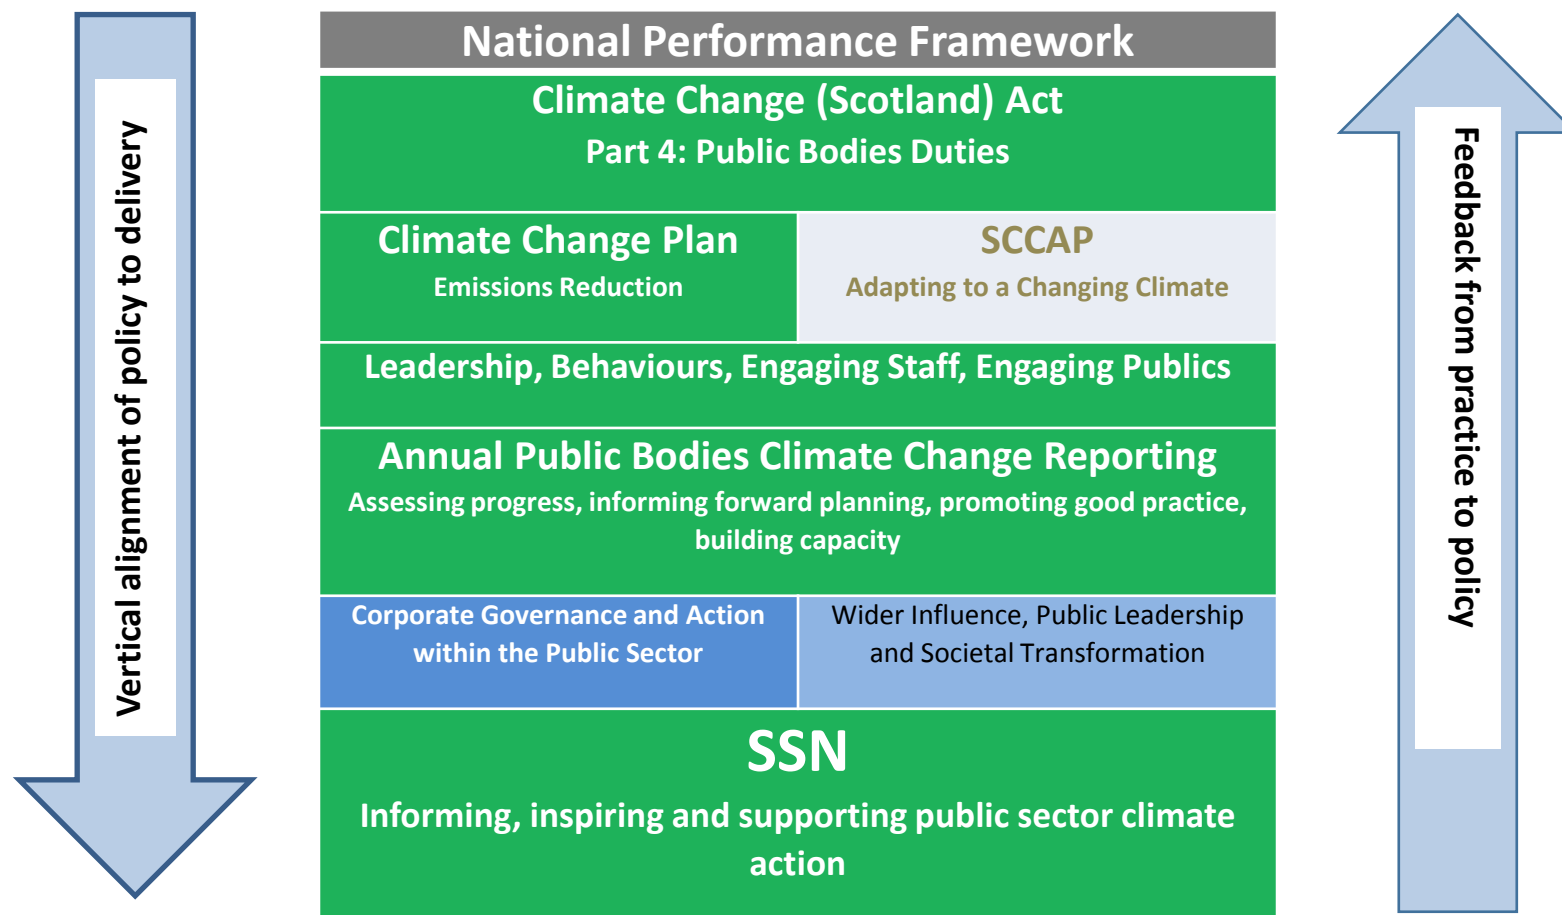 Vertical alignment of policy to delivery
National Performance Framework
Climate Change (Scotland) Act
Part 4: Public Bodies Duties
Climate Change Plan
Emissions Reduction
SCCAP
Adapting to a Changing Climate
Leadership, Behaviours, Engaging Staff, Engaging Publics
Annual Public Bodies Climate Change Reporting
Assessing progress, informing forward planning, promoting good practice,
building capacity
Corporate Governance and Action
within the Public Sector
Wider Influence, Public Leadership
and Societal Transformation
SSN
Informing, inspiring and supporting public sector climate
action
Feedback from practice to policy